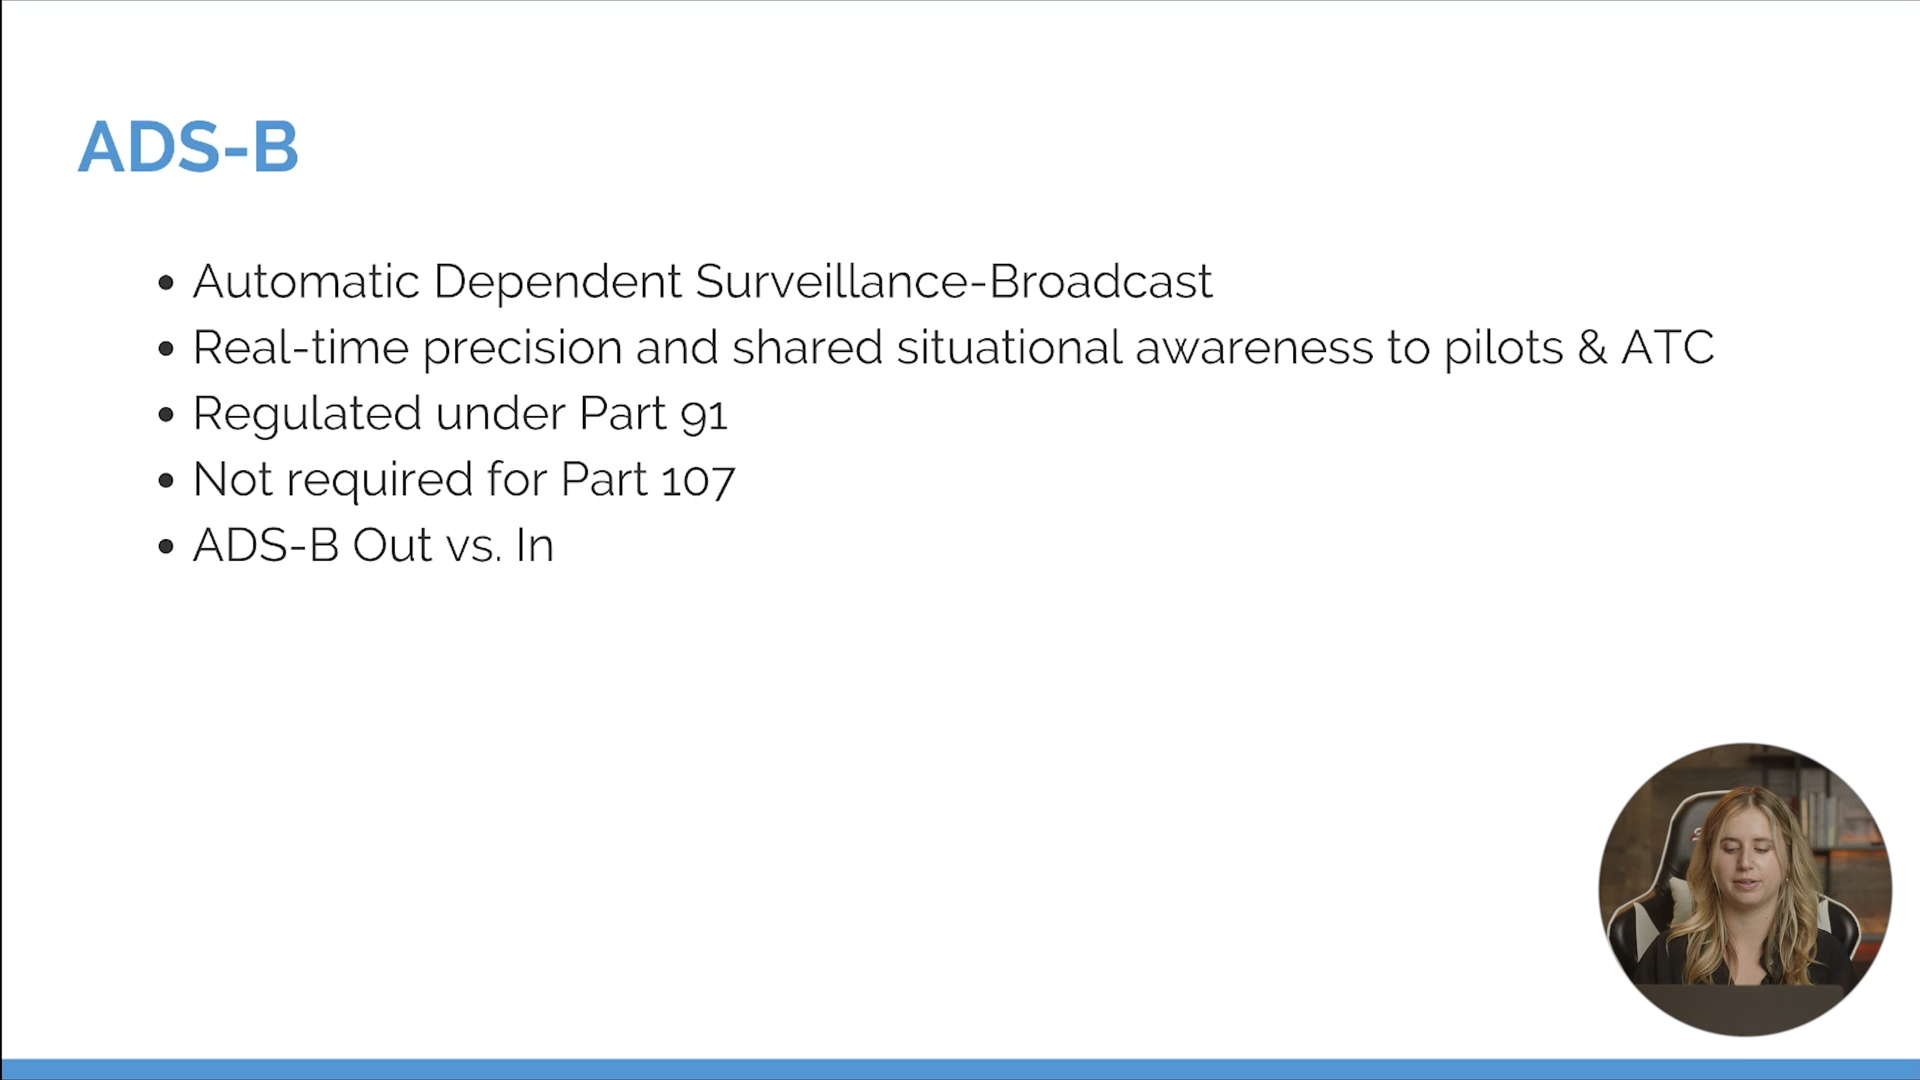 ADS-B
• Automatic Dependent Surveillance-Broadcast
• Real-time precision and shared situational awareness to pilots & ATC
• Regulated under Part 91
• Not required for Part 107
• ADS-B Out vs. In